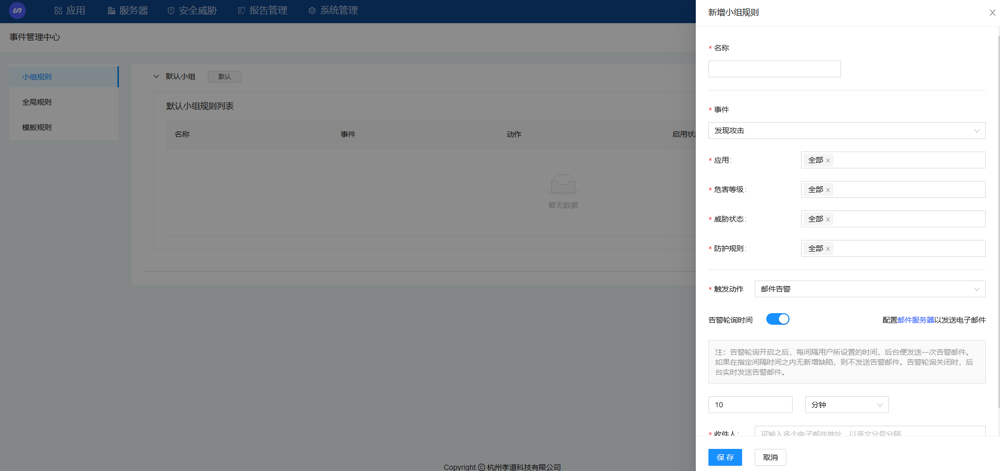 应用
服务器
安全威胁
报告管理
系统管理
事件管理中心
小组规则
全局规则
模板规则
默认小组
默认
默认小组规则列表
名称
事件
动作
启用状
暂无数据
Copyright © 杭州孝道科技有限公司
新增小组规则
* 名称
* 事件
发现攻击
* 应用:
全部
* 危害等级:
全部
* 威胁状态:
全部
* 防护规则:
全部
* 触发动作
邮件告警
告警轮询时间
配置邮件服务器以发送电子邮件
注：告警轮询开启之后，每间隔用户所设置的时间，后台便发送一次告警邮件。
如果在指定间隔时间之内无新增缺陷，则不发送告警邮件。告警轮询关闭时，后
台实时发送告警邮件。
10
分钟
* 收件人:
可输入多个电子邮件地址，以英文分号分隔
保 存
取消